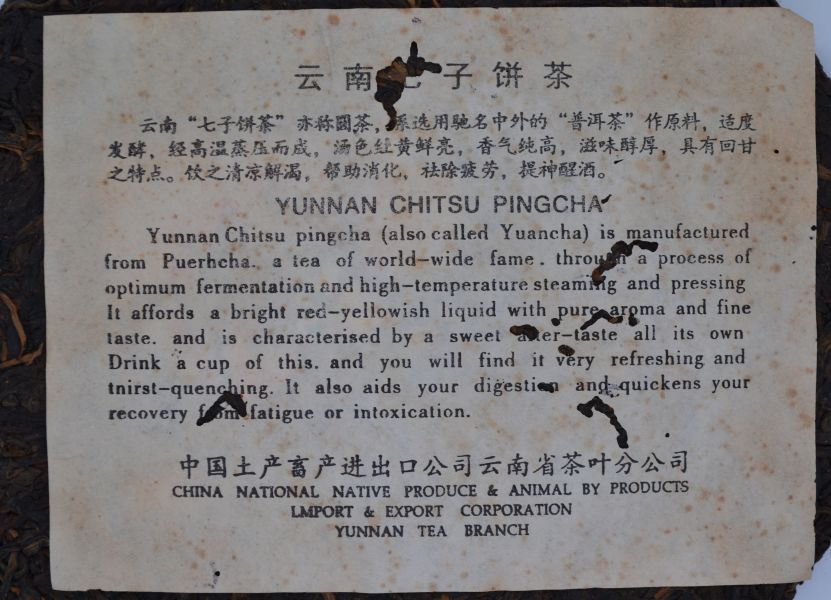 云南七子饼茶
云南“七子饼茶”亦称圆茶，系选用驰名中外的“普洱茶”作原料，适度
发酵，经高温蒸压而成，汤色红黄鲜亮，香气纯高，滋味醇厚，具有回甘
之特点。饮之清凉解渴，帮助消化，祛除疲劳，提神醒酒。
YUNNAN CHITSU PINGCHA
Yunnan Chitsu pingcha (also called Yuancha) is manufactured
from Puerhcha. a tea of world-wide fame. through a process of
optimum fermentation and high-temperature steaming and pressing
It affords a bright red-yellowish liquid with pure aroma and fine
taste. and is characterised by a sweet after-taste all its own
Drink a cup of this. and you will find it very refreshing and
tnirst-quenching. It also aids your digestion and quickens your
recovery from fatigue or intoxication.
中国土产畜产进出口公司云南省茶叶分公司
CHINA NATIONAL NATIVE PRODUCE & ANIMAL BY PRODUCTS
LMPORT & EXPORT CORPORATION
YUNNAN TEA BRANCH